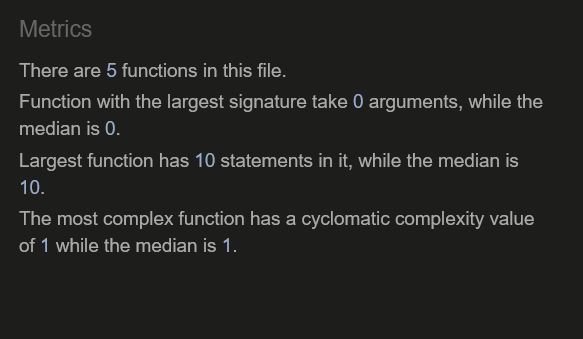 Metrics
There are 5 functions in this file.
Function with the largest signature take 0 arguments, while the
median is 0.
Largest function has 10 statements in it, while the median is
10.
The most complex function has a cyclomatic complexity value
of 1 while the median is 1.